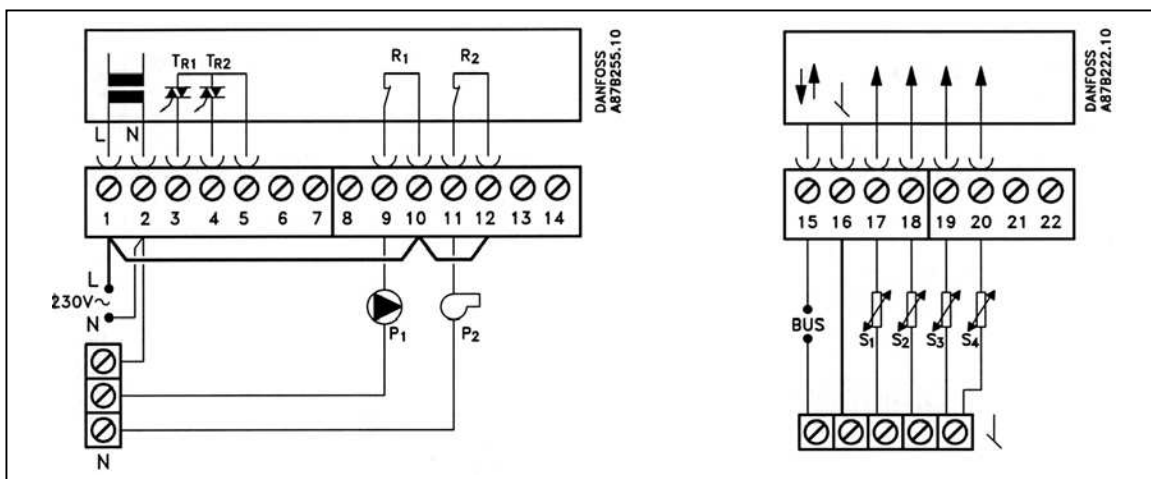 TR1 TR2
R1 R2
L N
DANFOSS
A87B255.10
1 2 3 4 5 6 7 8 9 10 11 12 13 14
L
230V~
N
P1 P2
N
DANFOSS
A87B222.10
15 16 17 18 19 20 21 22
BUS
S1 S2 S3 S4